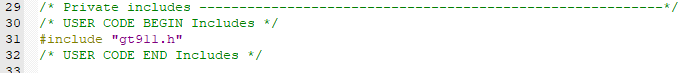 29 /* Private includes ----------------------------------------------------------*/
30 /* USER CODE BEGIN Includes */
31 #include "gt911.h"
32 /* USER CODE END Includes */
33